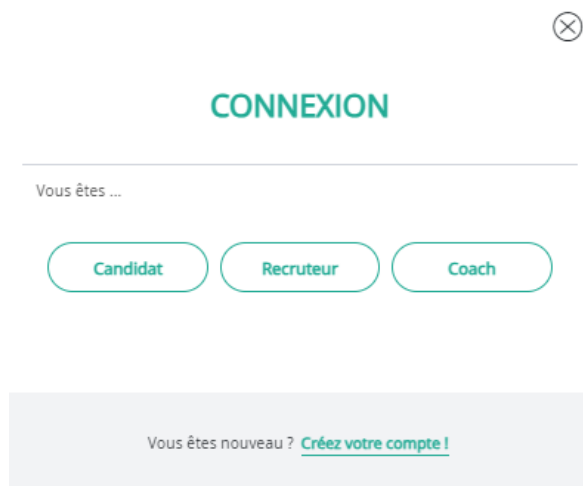 CONNEXION
Vous êtes ...
Candidat Recruteur Coach
Vous êtes nouveau ? Créez votre compte !